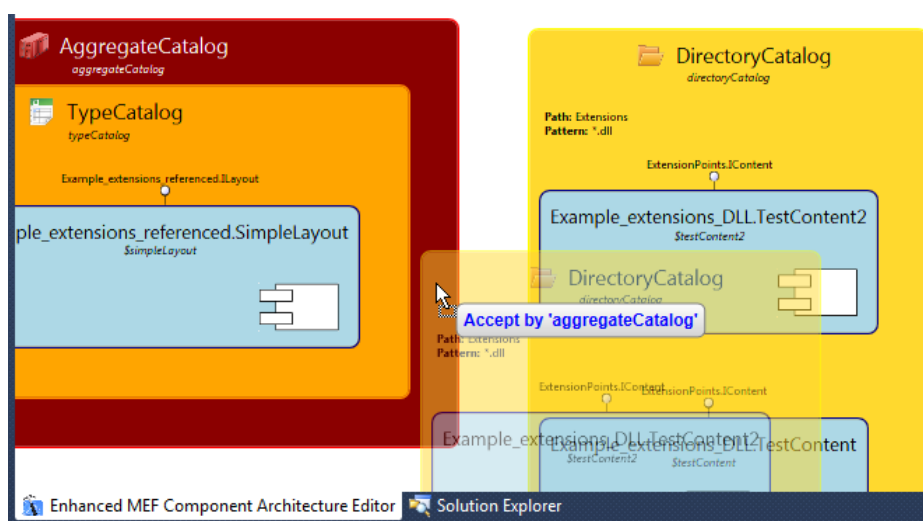 AggregateCatalog
aggregateCatalog
TypeCatalog
typeCatalog
Example_extensions_referenced.ILayout
ple_extensions_referenced.SimpleLayout
$simpleLayout
DirectoryCatalog
directoryCatalog
Path: Extensions
Pattern: *.dll
ExtensionPoints.IContent
Example_extensions_DLL.TestContent2
$testContent2
DirectoryCatalog
directoryCatalog
Accept by 'aggregateCatalog'
Path: Extensions
Pattern: *.dll
ExtensionPoints.IContent
ExtensionPoints.IContent
Example_extensions_DLL.TestContent2
Example_extensions_DLL.TestContent
$testContent2
$testContent
Enhanced MEF Component Architecture Editor
Solution Explorer